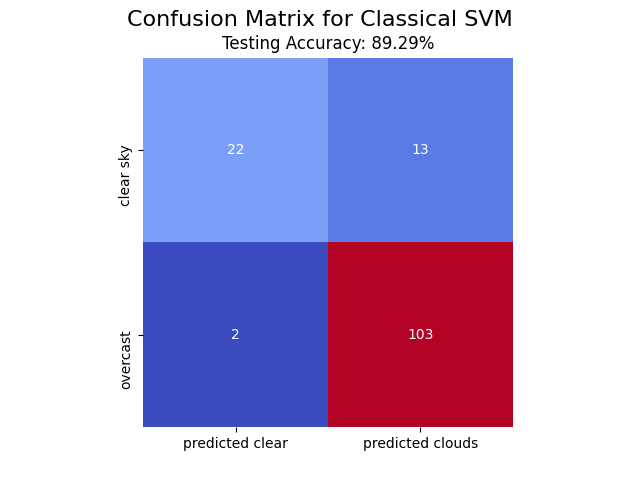 Confusion Matrix for Classical SVM
Testing Accuracy: 89.29%
clear sky
22
13
overcast
2
103
predicted clear
predicted clouds